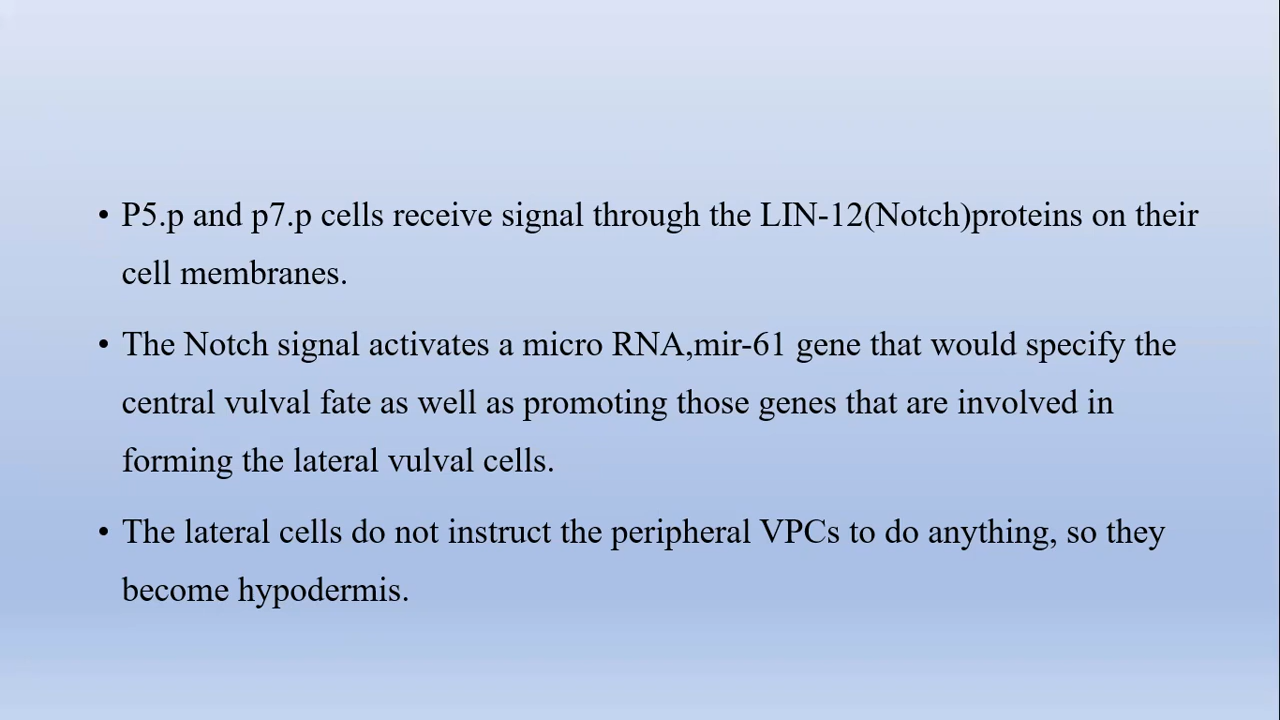 • P5.p and p7.p cells receive signal through the LIN-12(Notch)proteins on their
cell membranes.
• The Notch signal activates a micro RNA,mir-61 gene that would specify the
central vulval fate as well as promoting those genes that are involved in
forming the lateral vulval cells.
• The lateral cells do not instruct the peripheral VPCs to do anything, so they
become hypodermis.